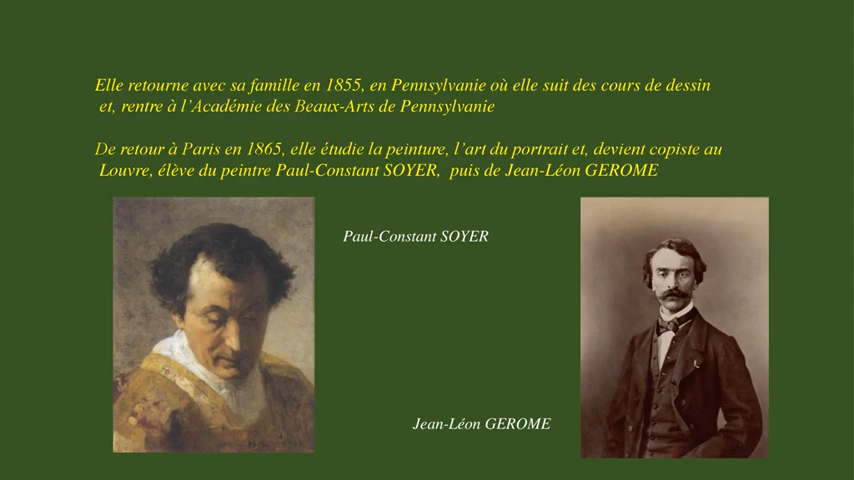 Elle retourne avec sa famille en 1855, en Pennsylvanie où elle suit des cours de dessin
et, rentre à l’Académie des Beaux-Arts de Pennsylvanie
De retour à Paris en 1865, elle étudie la peinture, l’art du portrait et, devient copiste au
Louvre, élève du peintre Paul-Constant SOYER, puis de Jean-Léon GEROME
Paul-Constant SOYER
Jean-Léon GEROME